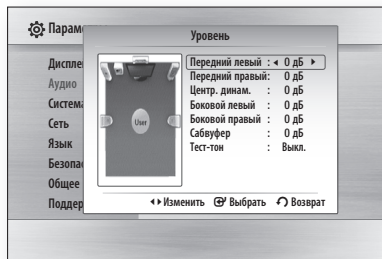 Парам
Уровень
Дисплe
Аудио
Система
Сеть
Язык
Безопас
Общее
Поддер
User
Передний левый : ◂ 0 дБ ▸
Передний правый: 0 дБ
Центр. динам. : 0 дБ
Боковой левый : 0 дБ
Боковой правый : 0 дБ
Сабвуфер : 0 дБ
Тест-тон : Выкл.
◂ ▸ Изменить Выбрать Возврат